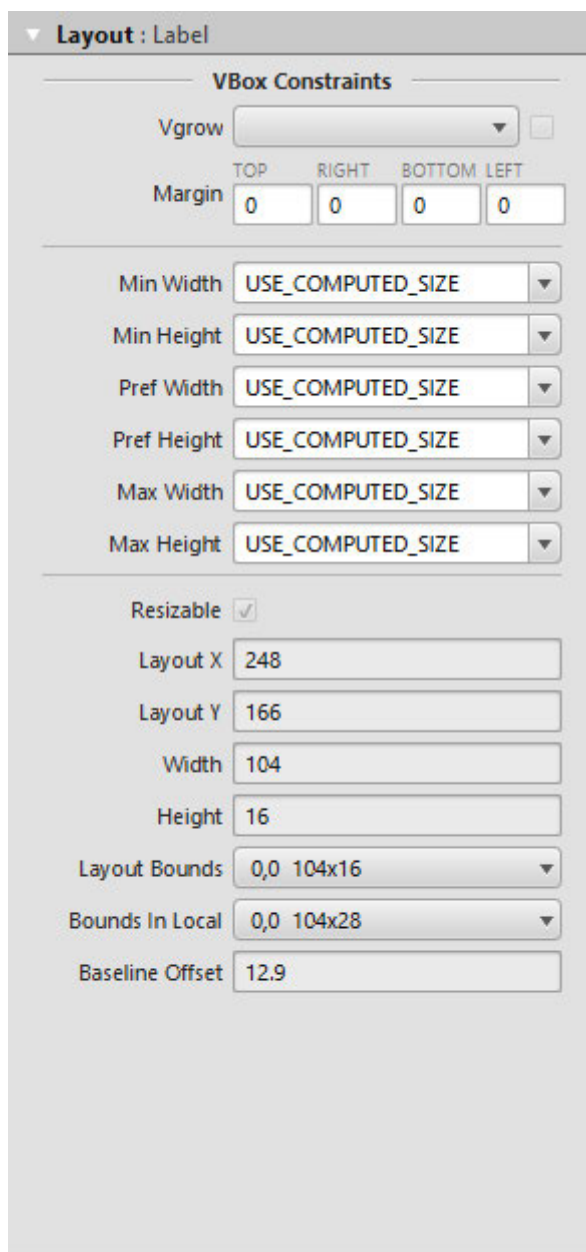 Layout : Label
VBox Constraints
Vgrow
TOP RIGHT BOTTOM LEFT
Margin 0 0 0 0
Min Width USE_COMPUTED_SIZE
Min Height USE_COMPUTED_SIZE
Pref Width USE_COMPUTED_SIZE
Pref Height USE_COMPUTED_SIZE
Max Width USE_COMPUTED_SIZE
Max Height USE_COMPUTED_SIZE
Resizable
Layout X 248
Layout Y 166
Width 104
Height 16
Layout Bounds 0,0 104x16
Bounds In Local 0,0 104x28
Baseline Offset 12.9